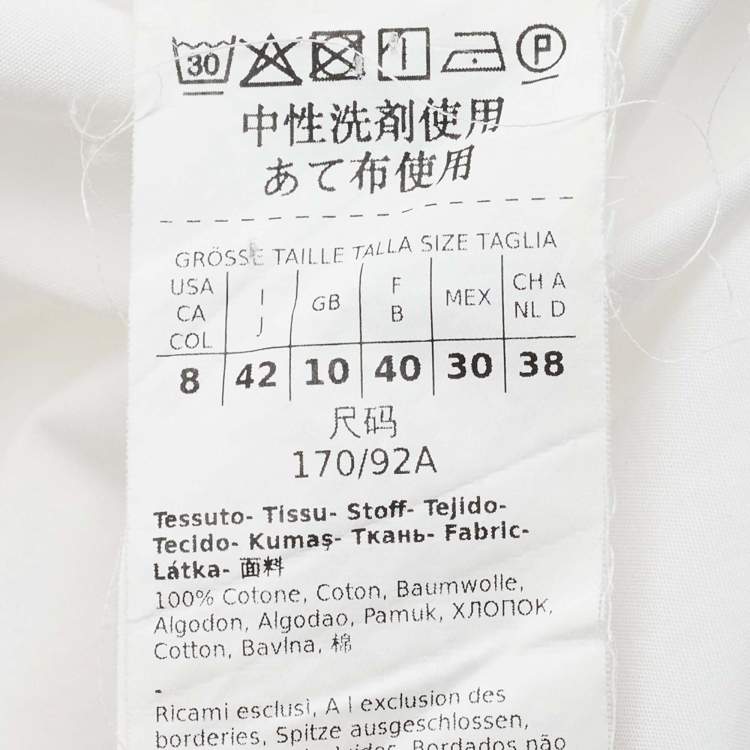 30 P
中性洗剤使用
あて布使用
GRÖSSE TAILLE TALLA SIZE TAGLIA
USA CA COL I J GB F B MEX CH A NL D
8 42 10 40 30 38
尺码
170/92A
Tessuto- Tissu- Stoff- Tejido-
Tecido- Kumaş- Ткань- Fabric-
Látka- 面料
100% Cotone, Coton, Baumwolle,
Algodon, Algodao, Pamuk, ХЛОПОК,
Cotton, Bavlna, 棉
-
Ricami esclusi, A l exclusion des
borderies, Spitze ausgeschlossen,
Bordados não